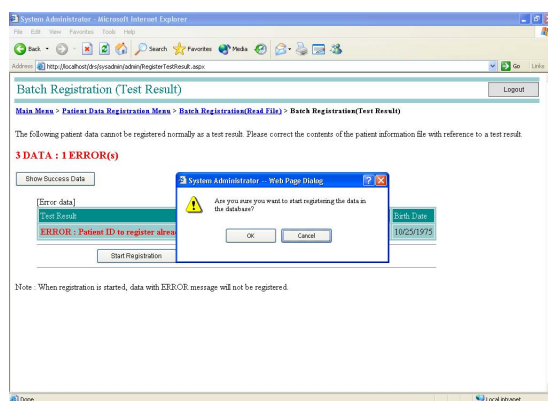 System Administrator - Microsoft Internet Explorer
File Edit View Favorites Tools Help
Back Search Favorites Media
Address http://localhost/drs/sysadmin/admin/RegisterTestResult.aspx Go Links
Batch Registration (Test Result) Logout
Main Menu > Patient Data Registration Menu > Batch Registration(Read File) > Batch Registration(Test Result)
The following patient data cannot be registered normally as a test result. Please correct the contents of the patient information file with reference to a test result.
3 DATA : 1 ERROR(s)
Show Success Data
System Administrator -- Web Page Dialog
Are you sure you want to start registering the data in
the database?
OK Cancel
[Error data]
Test Result Birth Date
ERROR : Patient ID to register alrea 10/25/1975
Start Registration
Note : When registration is started, data with ERROR message will not be registered.
Done Local intranet